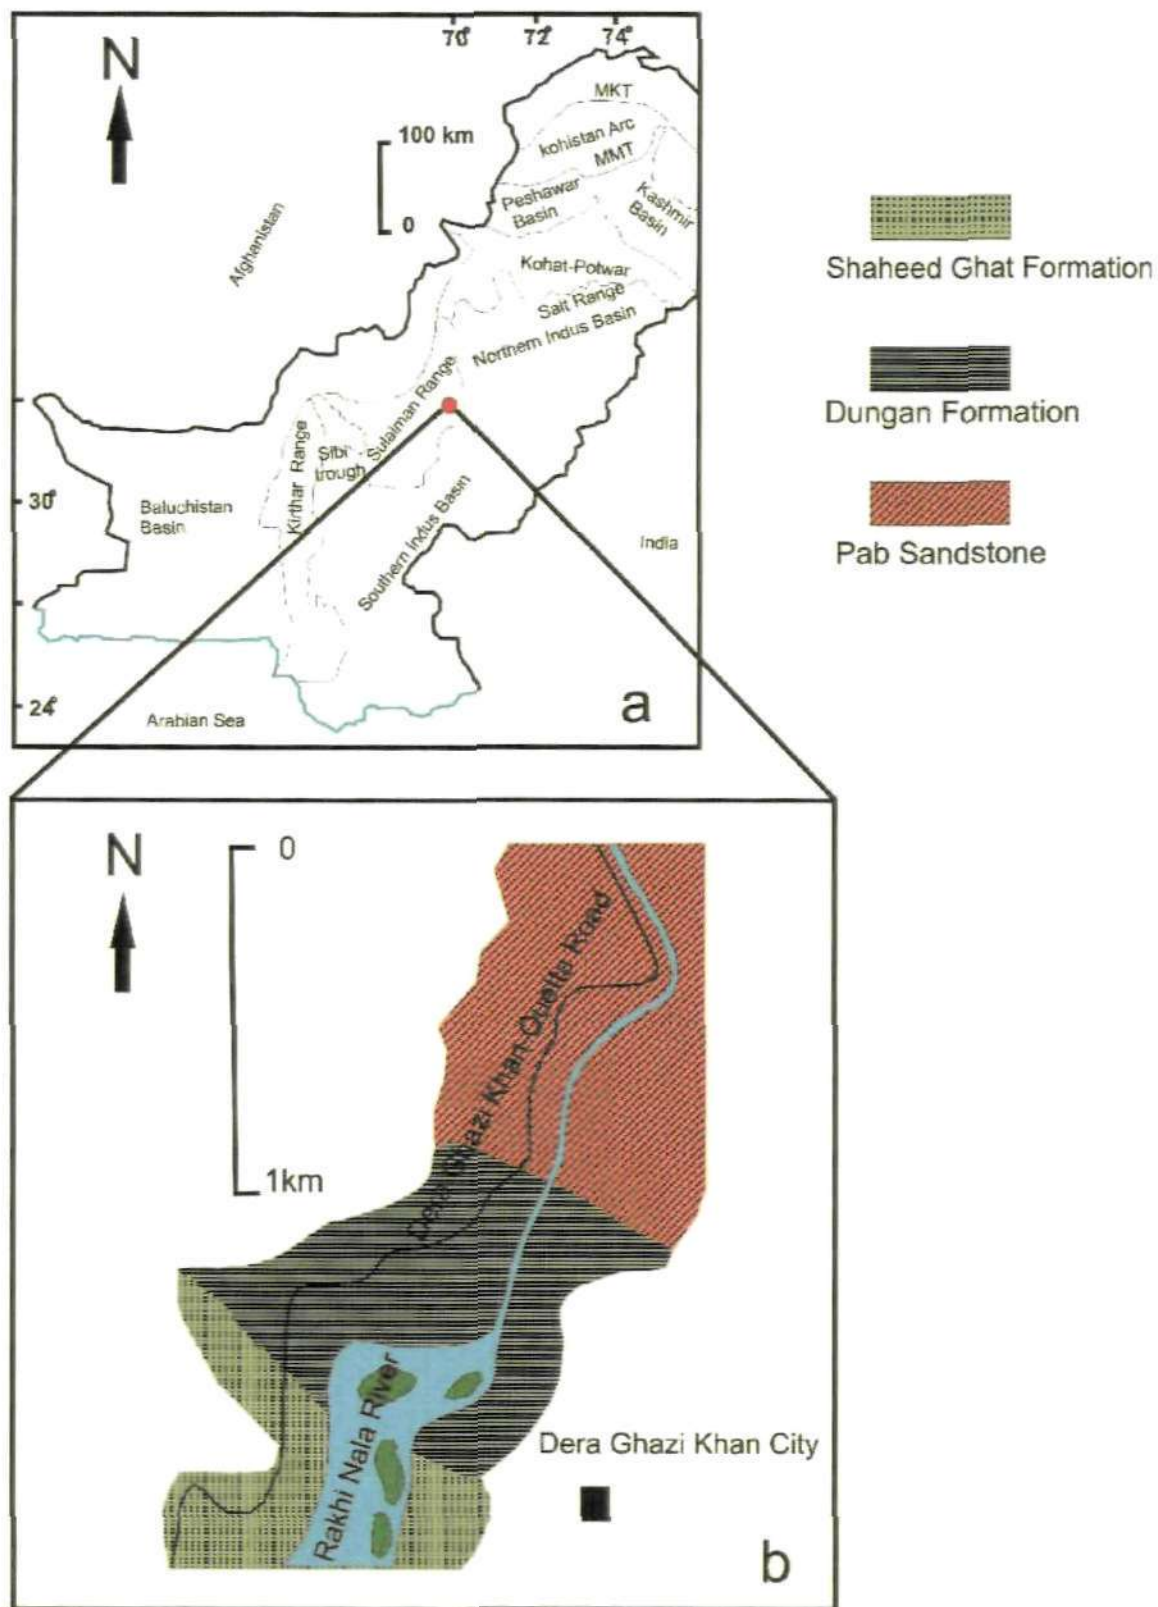 70°
72°
74°
N
MKT
100 km
kohistan Arc
MMT
Peshawar
Basin
Kashmir
Basin
0
Afghanistan
Kohat-Potwar
Salt Range
Northern Indus Basin
Sulaiman Range
Kirthar Range
Sibi
trough
30°
Baluchistan
Basin
Southern Indus Basin
India
24°
Arabian Sea
a
Shaheed Ghat Formation
Dungan Formation
Pab Sandstone
N
0
Dera Ghazi Khan-Quetta Road
1km
Rakhi Nala River
Dera Ghazi Khan City
b